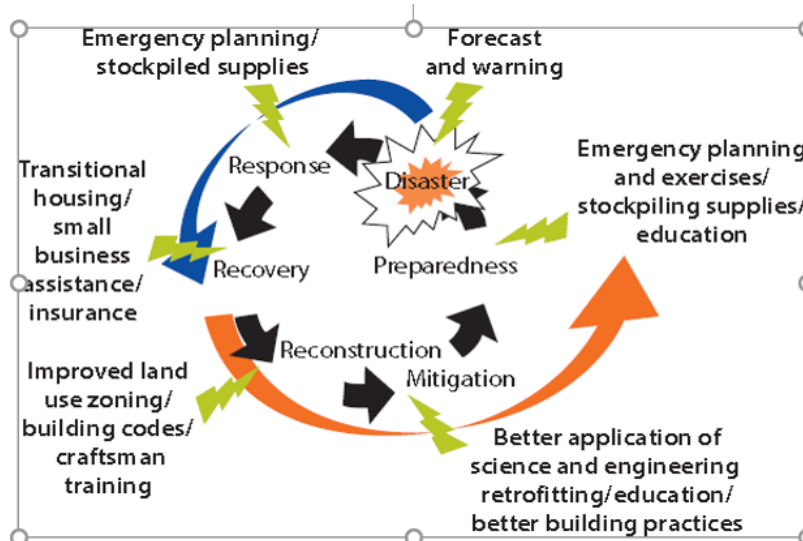 Emergency planning/
stockpiled supplies
Forecast
and warning
Emergency planning
and exercises/
stockpiling supplies/
education
Transitional
housing/
small
business
assistance/
insurance
Response
Disaster
Recovery
Preparedness
Reconstruction
Mitigation
Improved land
use zoning/
building codes/
craftsman
training
Better application of
science and engineering
retrofitting/education/
better building practices